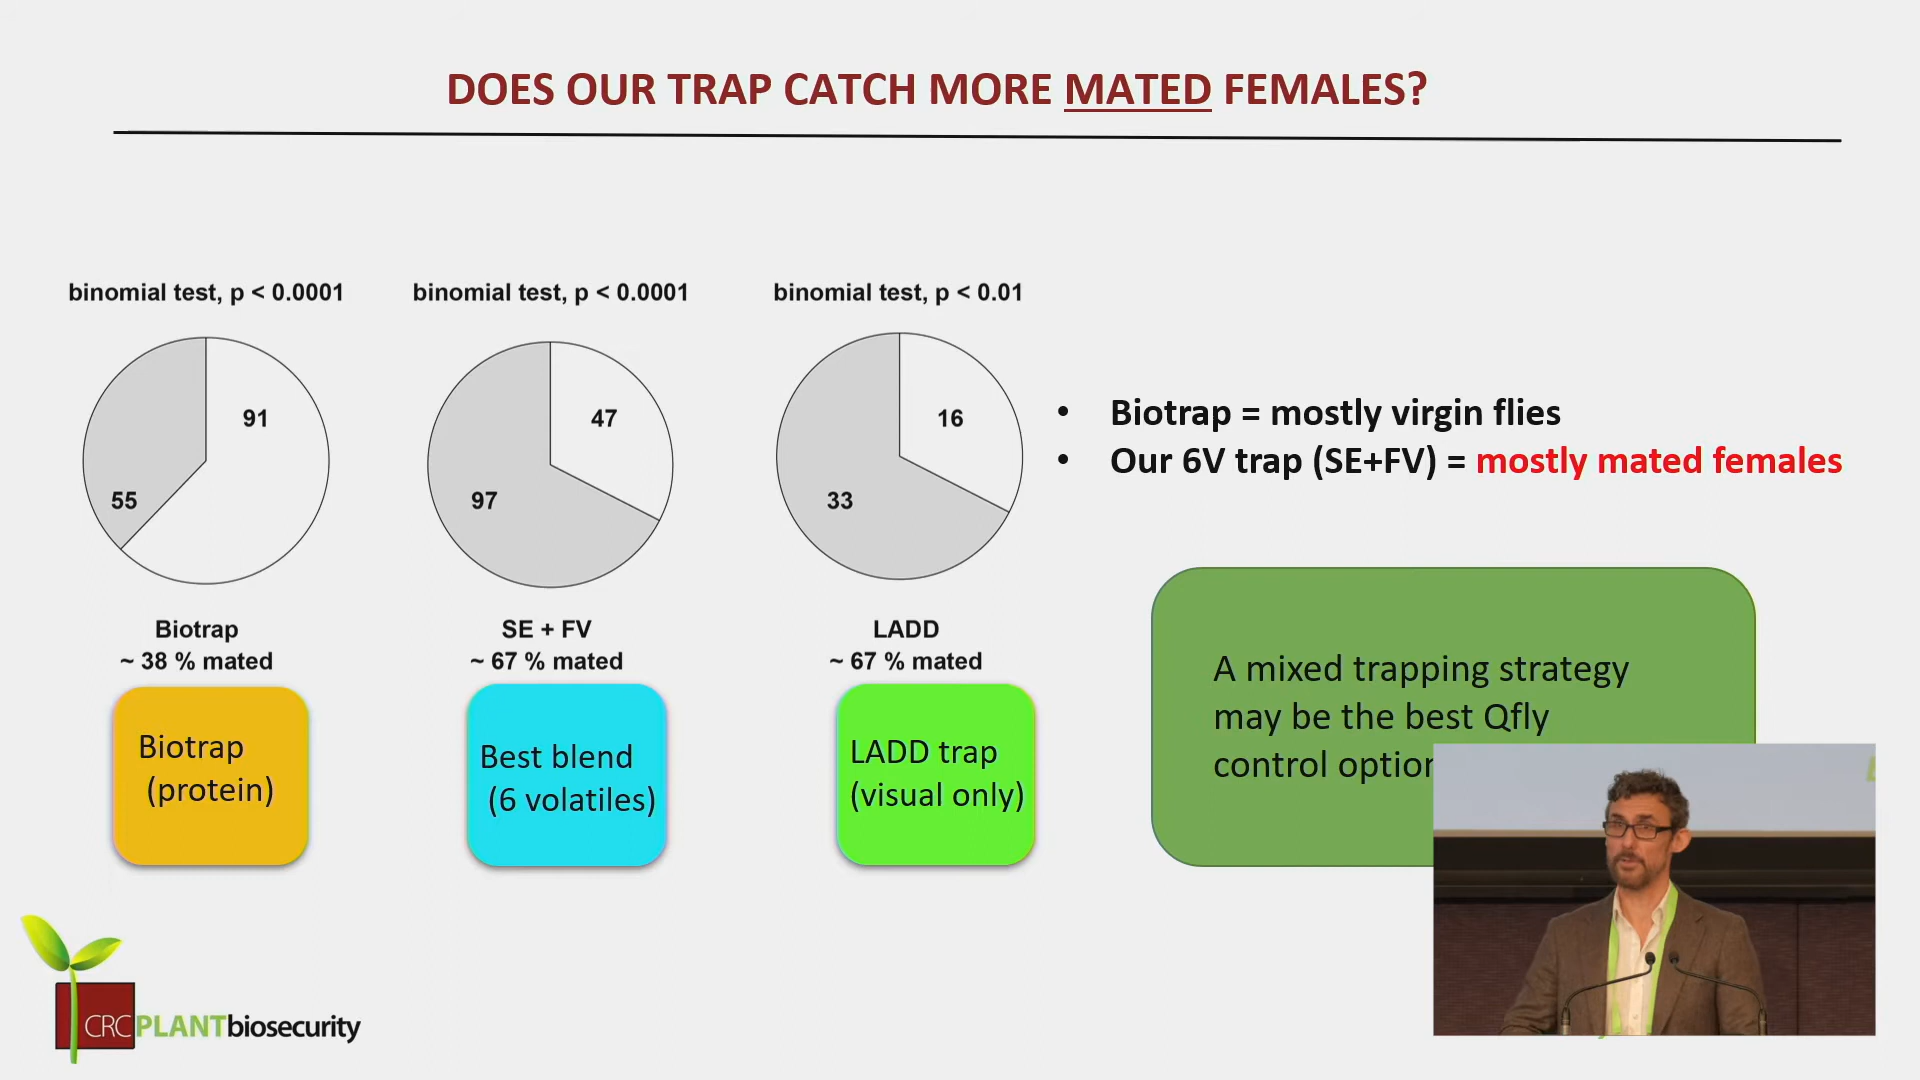 DOES OUR TRAP CATCH MORE MATED FEMALES?
binomial test, p < 0.0001
binomial test, p < 0.0001
binomial test, p < 0.01
91
55
47
97
16
33
Biotrap
~ 38 % mated
SE + FV
~ 67 % mated
LADD
~ 67 % mated
Biotrap
(protein)
Best blend
(6 volatiles)
LADD trap
(visual only)
• Biotrap = mostly virgin flies
• Our 6V trap (SE+FV) = mostly mated females
A mixed trapping strategy
may be the best Qfly
control
CRCPLANTbiosecurity